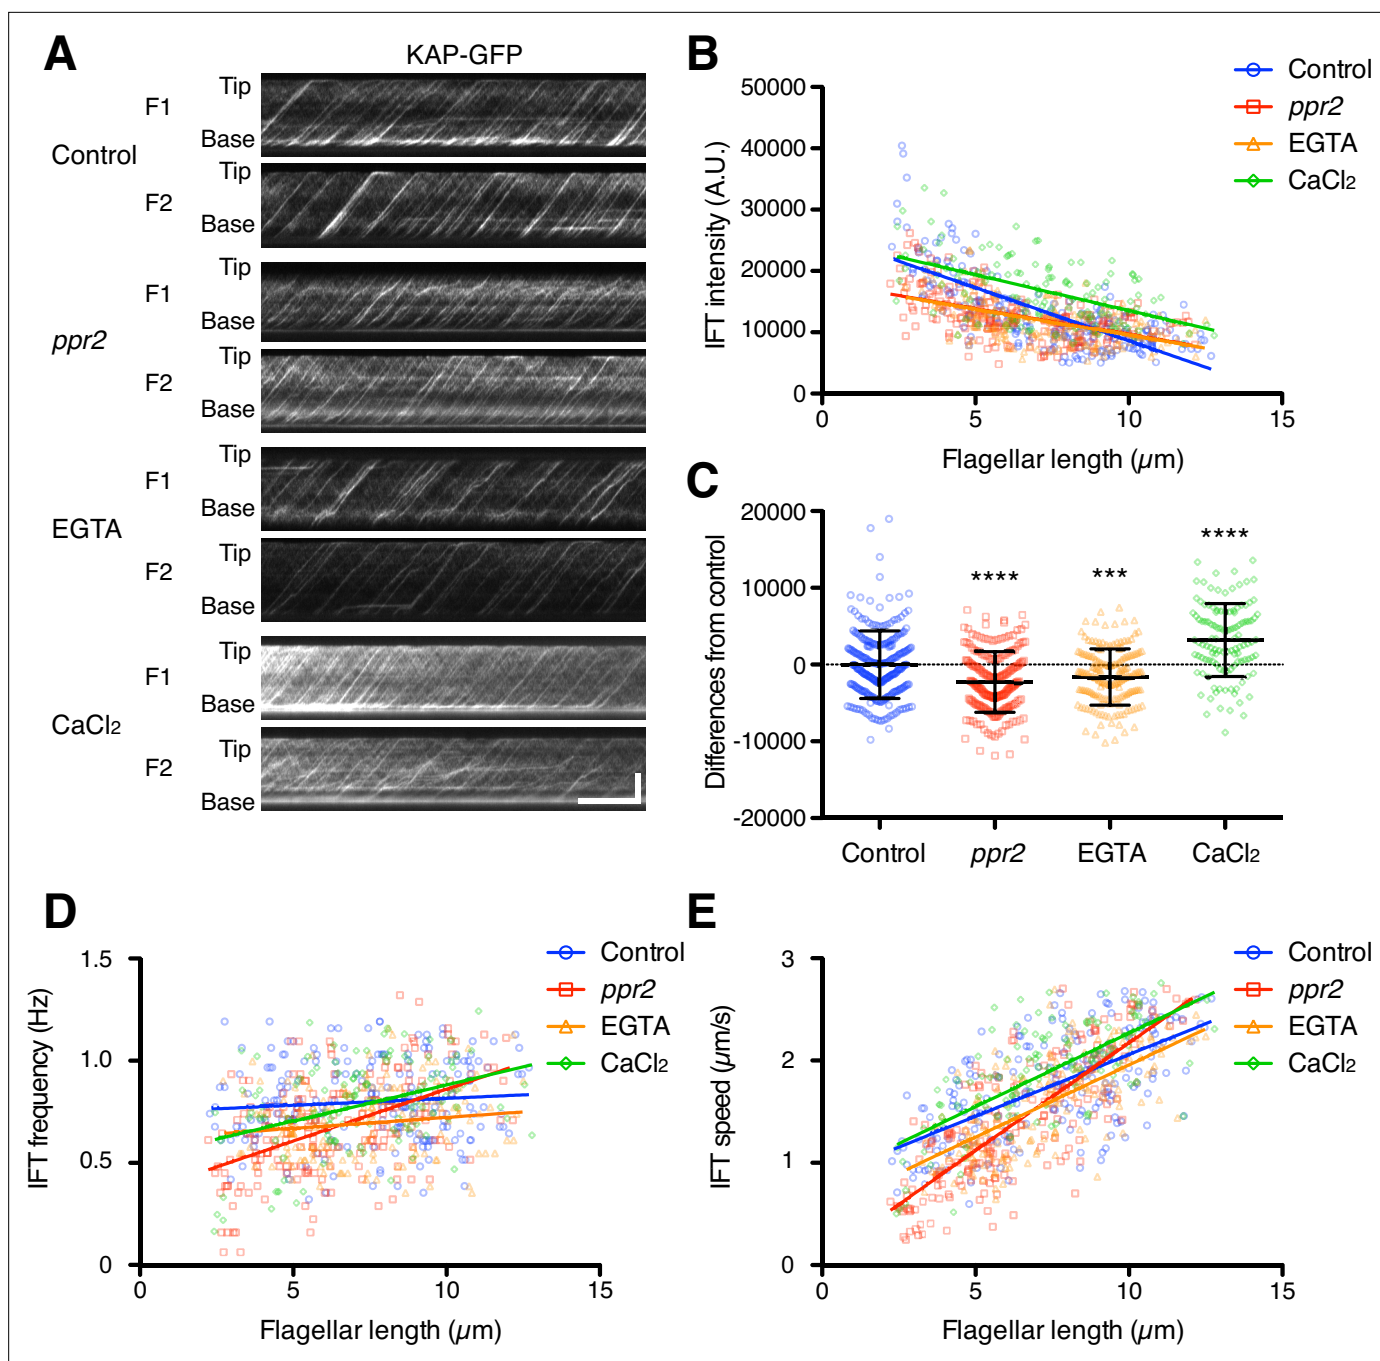 A
KAP-GFP
Control
F1
Tip
Base
F2
Tip
Base
ppr2
F1
Tip
Base
F2
Tip
Base
EGTA
F1
Tip
Base
F2
Tip
Base
CaCl2
F1
Tip
Base
F2
Tip
Base
B
Control
ppr2
EGTA
CaCl2
IFT intensity (A.U.)
50000
40000
30000
20000
10000
0
0 5 10 15
Flagellar length (µm)
C
Differences from control
20000
10000
0
-10000
-20000
**** *** ****
Control ppr2 EGTA CaCl2
D
Control
ppr2
EGTA
CaCl2
IFT frequency (Hz)
1.5
1.0
0.5
0
0 5 10 15
Flagellar length (µm)
E
Control
ppr2
EGTA
CaCl2
IFT speed (µm/s)
3
2
1
0
0 5 10 15
Flagellar length (µm)